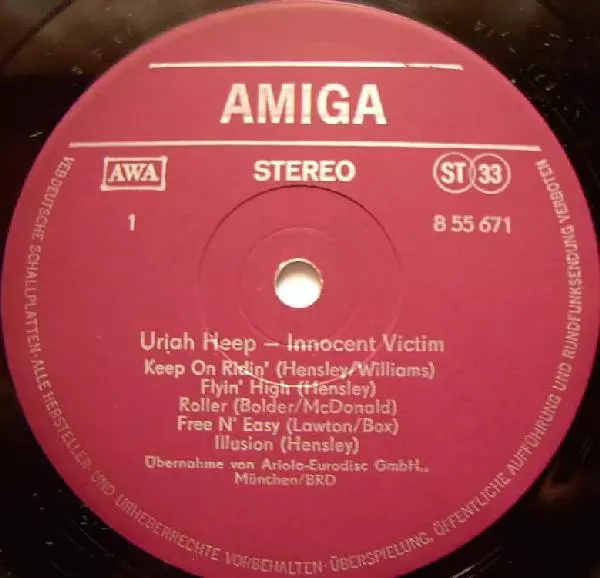 AMIGA
AWA
STEREO
ST 33
1
8 55 671
Uriah Heep – Innocent Victim
Keep On Ridin' (Hensley/Williams)
Flyin' High (Hensley)
Roller (Bolder/McDonald)
Free N' Easy (Lawton/Box)
Illusion (Hensley)
Übernahme von Ariola-Eurodisc GmbH.,
München/BRD
VEB DEUTSCHE SCHALLPLATTEN · ALLE HERSTELLER- UND URHEBERRECHTE VORBEHALTEN · ÜBERSPIELUNG, ÖFFENTLICHE AUFFÜHRUNG UND RUNDFUNKSENDUNG VERBOTEN